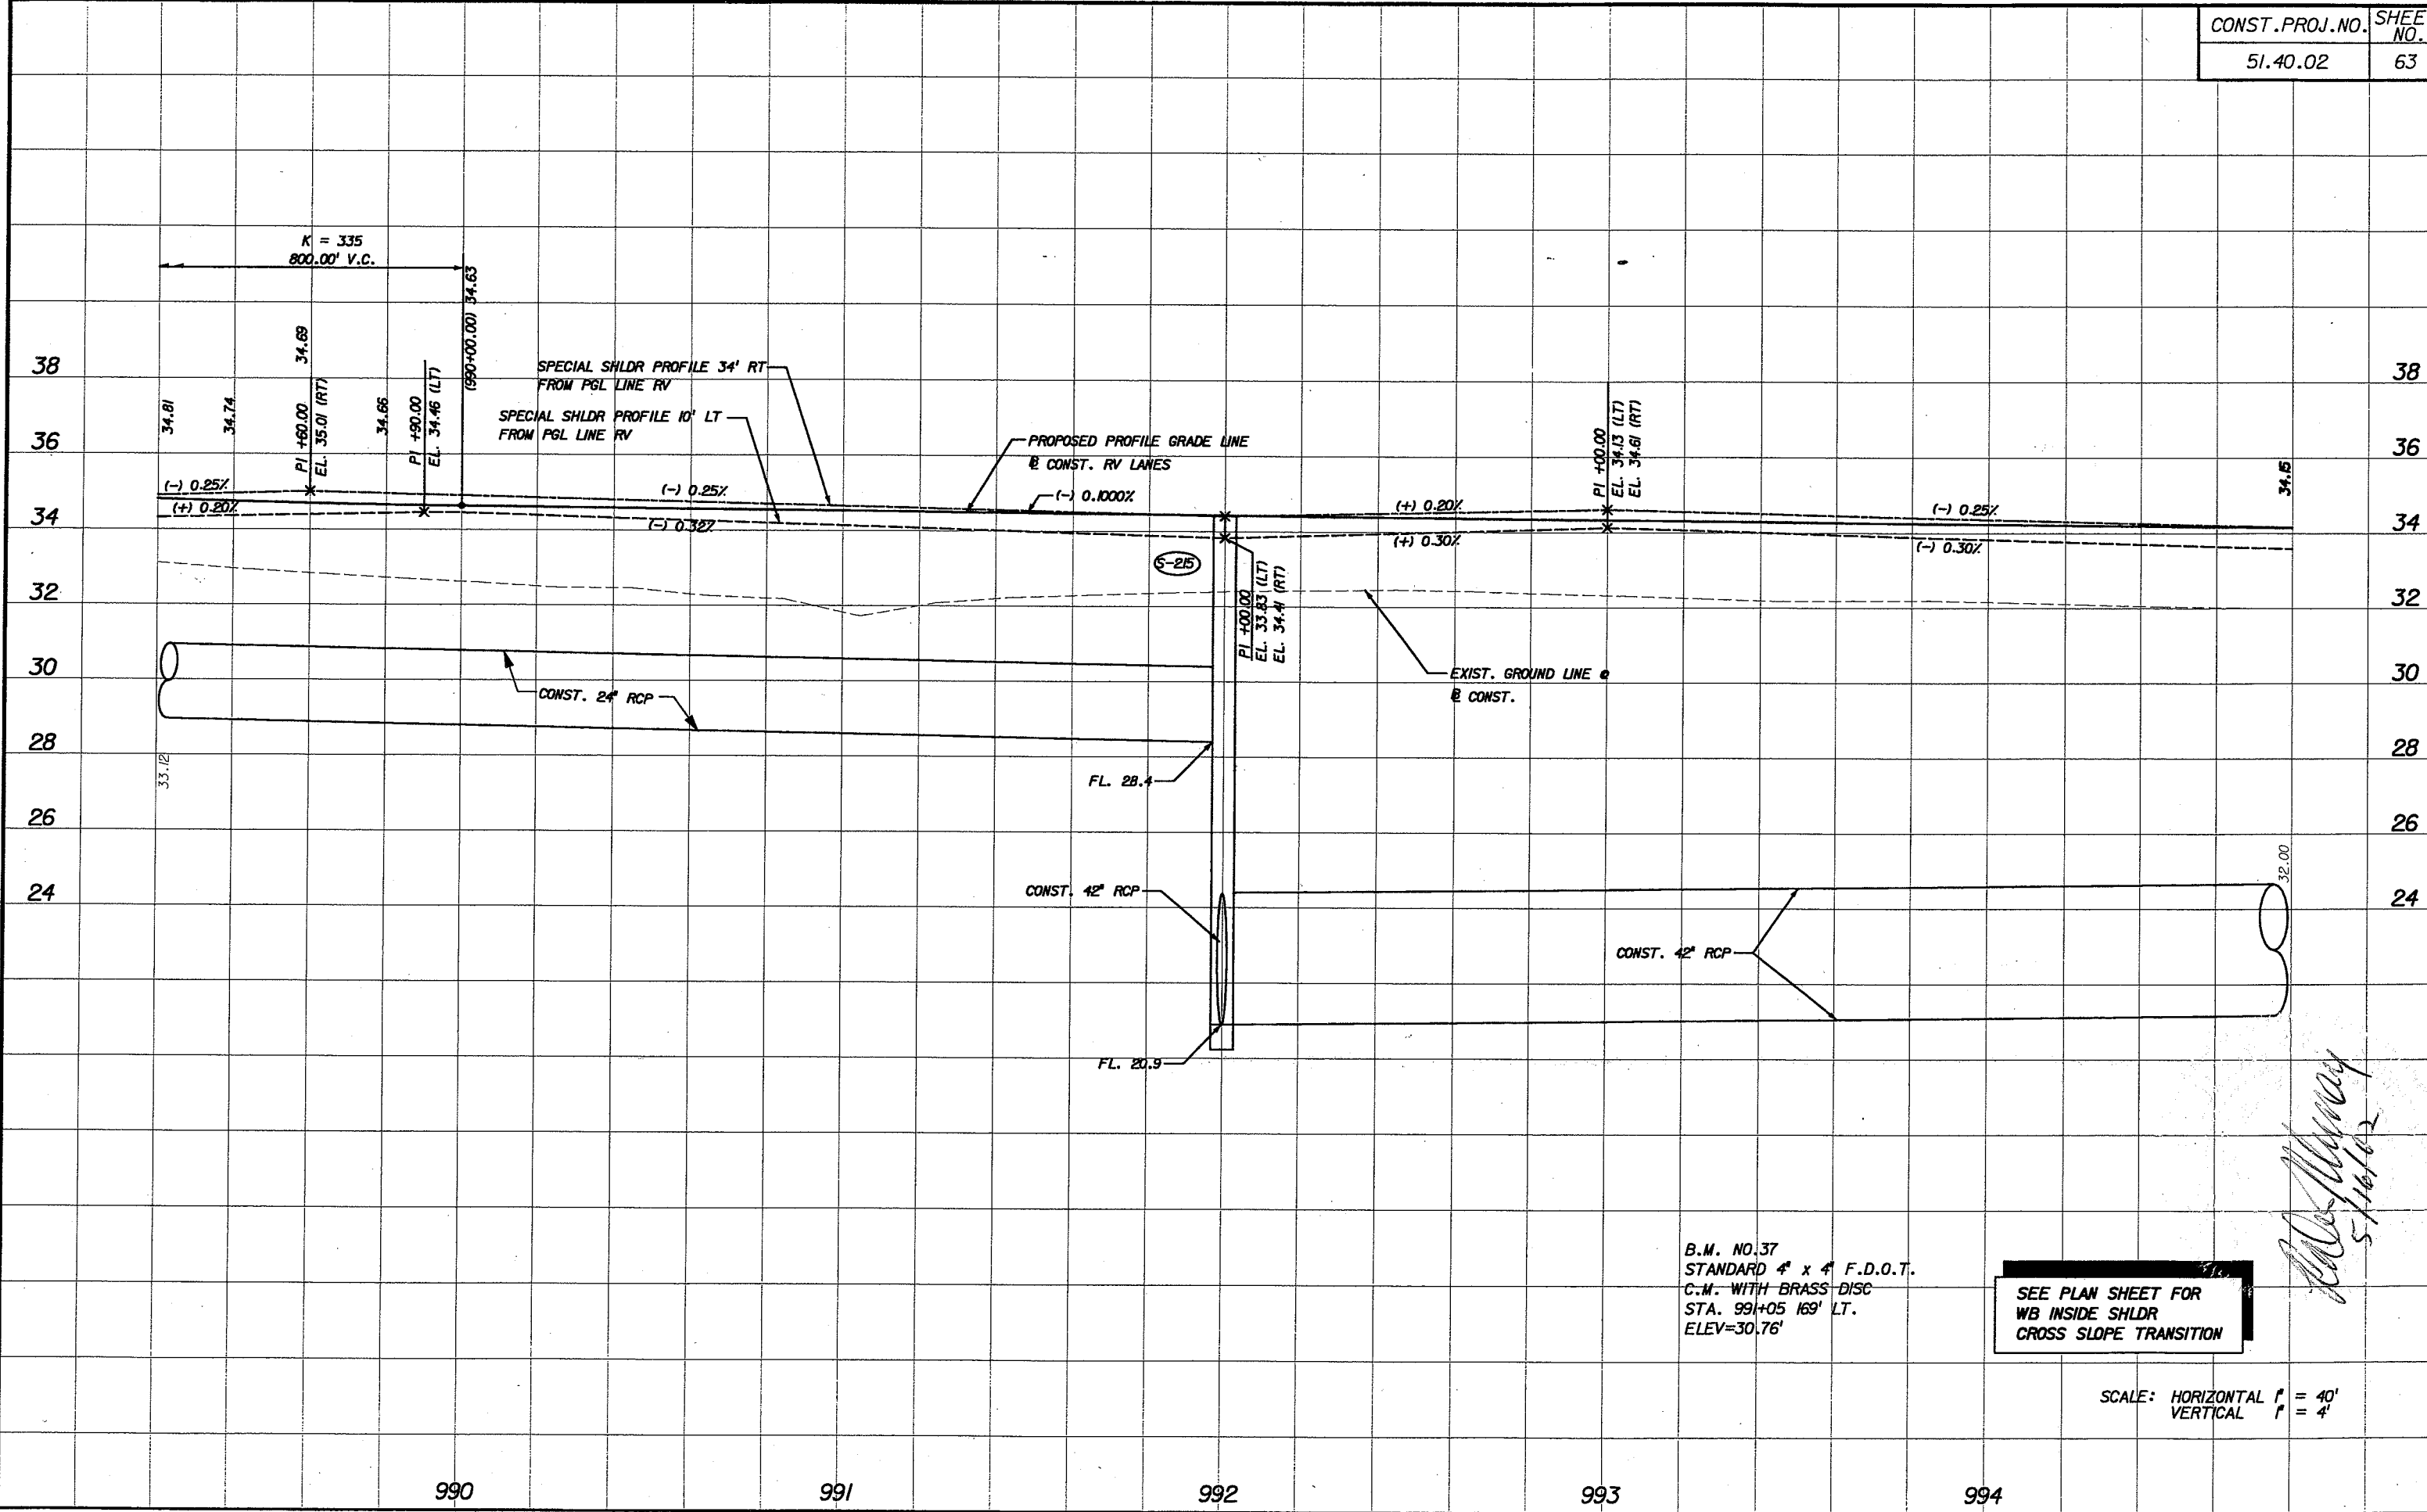 CONST.PROJ.NO.
SHEE
NO.
51.40.02
63
K = 335
800.00' V.C.
(990+00.00) 34.63
34.81
34.74
PI +60.00 34.69
EL. 35.01 (RT)
34.66
PI +90.00
EL. 34.46 (LT)
SPECIAL SHLDR PROFILE 34' RT
FROM PGL LINE RV
SPECIAL SHLDR PROFILE 10' LT
FROM PGL LINE RV
PROPOSED PROFILE GRADE LINE
℄ CONST. RV LANES
(-) 0.1000%
(-) 0.25%
(+) 0.20%
(-) 0.25%
(-) 0.32%
(+) 0.20%
(+) 0.30%
(-) 0.25%
(-) 0.30%
PI +00.00
EL. 34.13 (LT)
EL. 34.61 (RT)
34.15
S-215
PI +00.00
EL. 33.83 (LT)
EL. 34.41 (RT)
EXIST. GROUND LINE @
℄ CONST.
CONST. 24" RCP
33.12
FL. 28.4
CONST. 42" RCP
FL. 20.9
CONST. 42" RCP
32.00
38
36
34
32
30
28
26
24
38
36
34
32
30
28
26
24
B.M. NO.37
STANDARD 4" x 4" F.D.O.T.
C.M. WITH BRASS DISC
STA. 991+05 169' LT.
ELEV=30.76'
SEE PLAN SHEET FOR
WB INSIDE SHLDR
CROSS SLOPE TRANSITION
5/16/02
SCALE: HORIZONTAL 1" = 40'
VERTICAL 1" = 4'
990
991
992
993
994